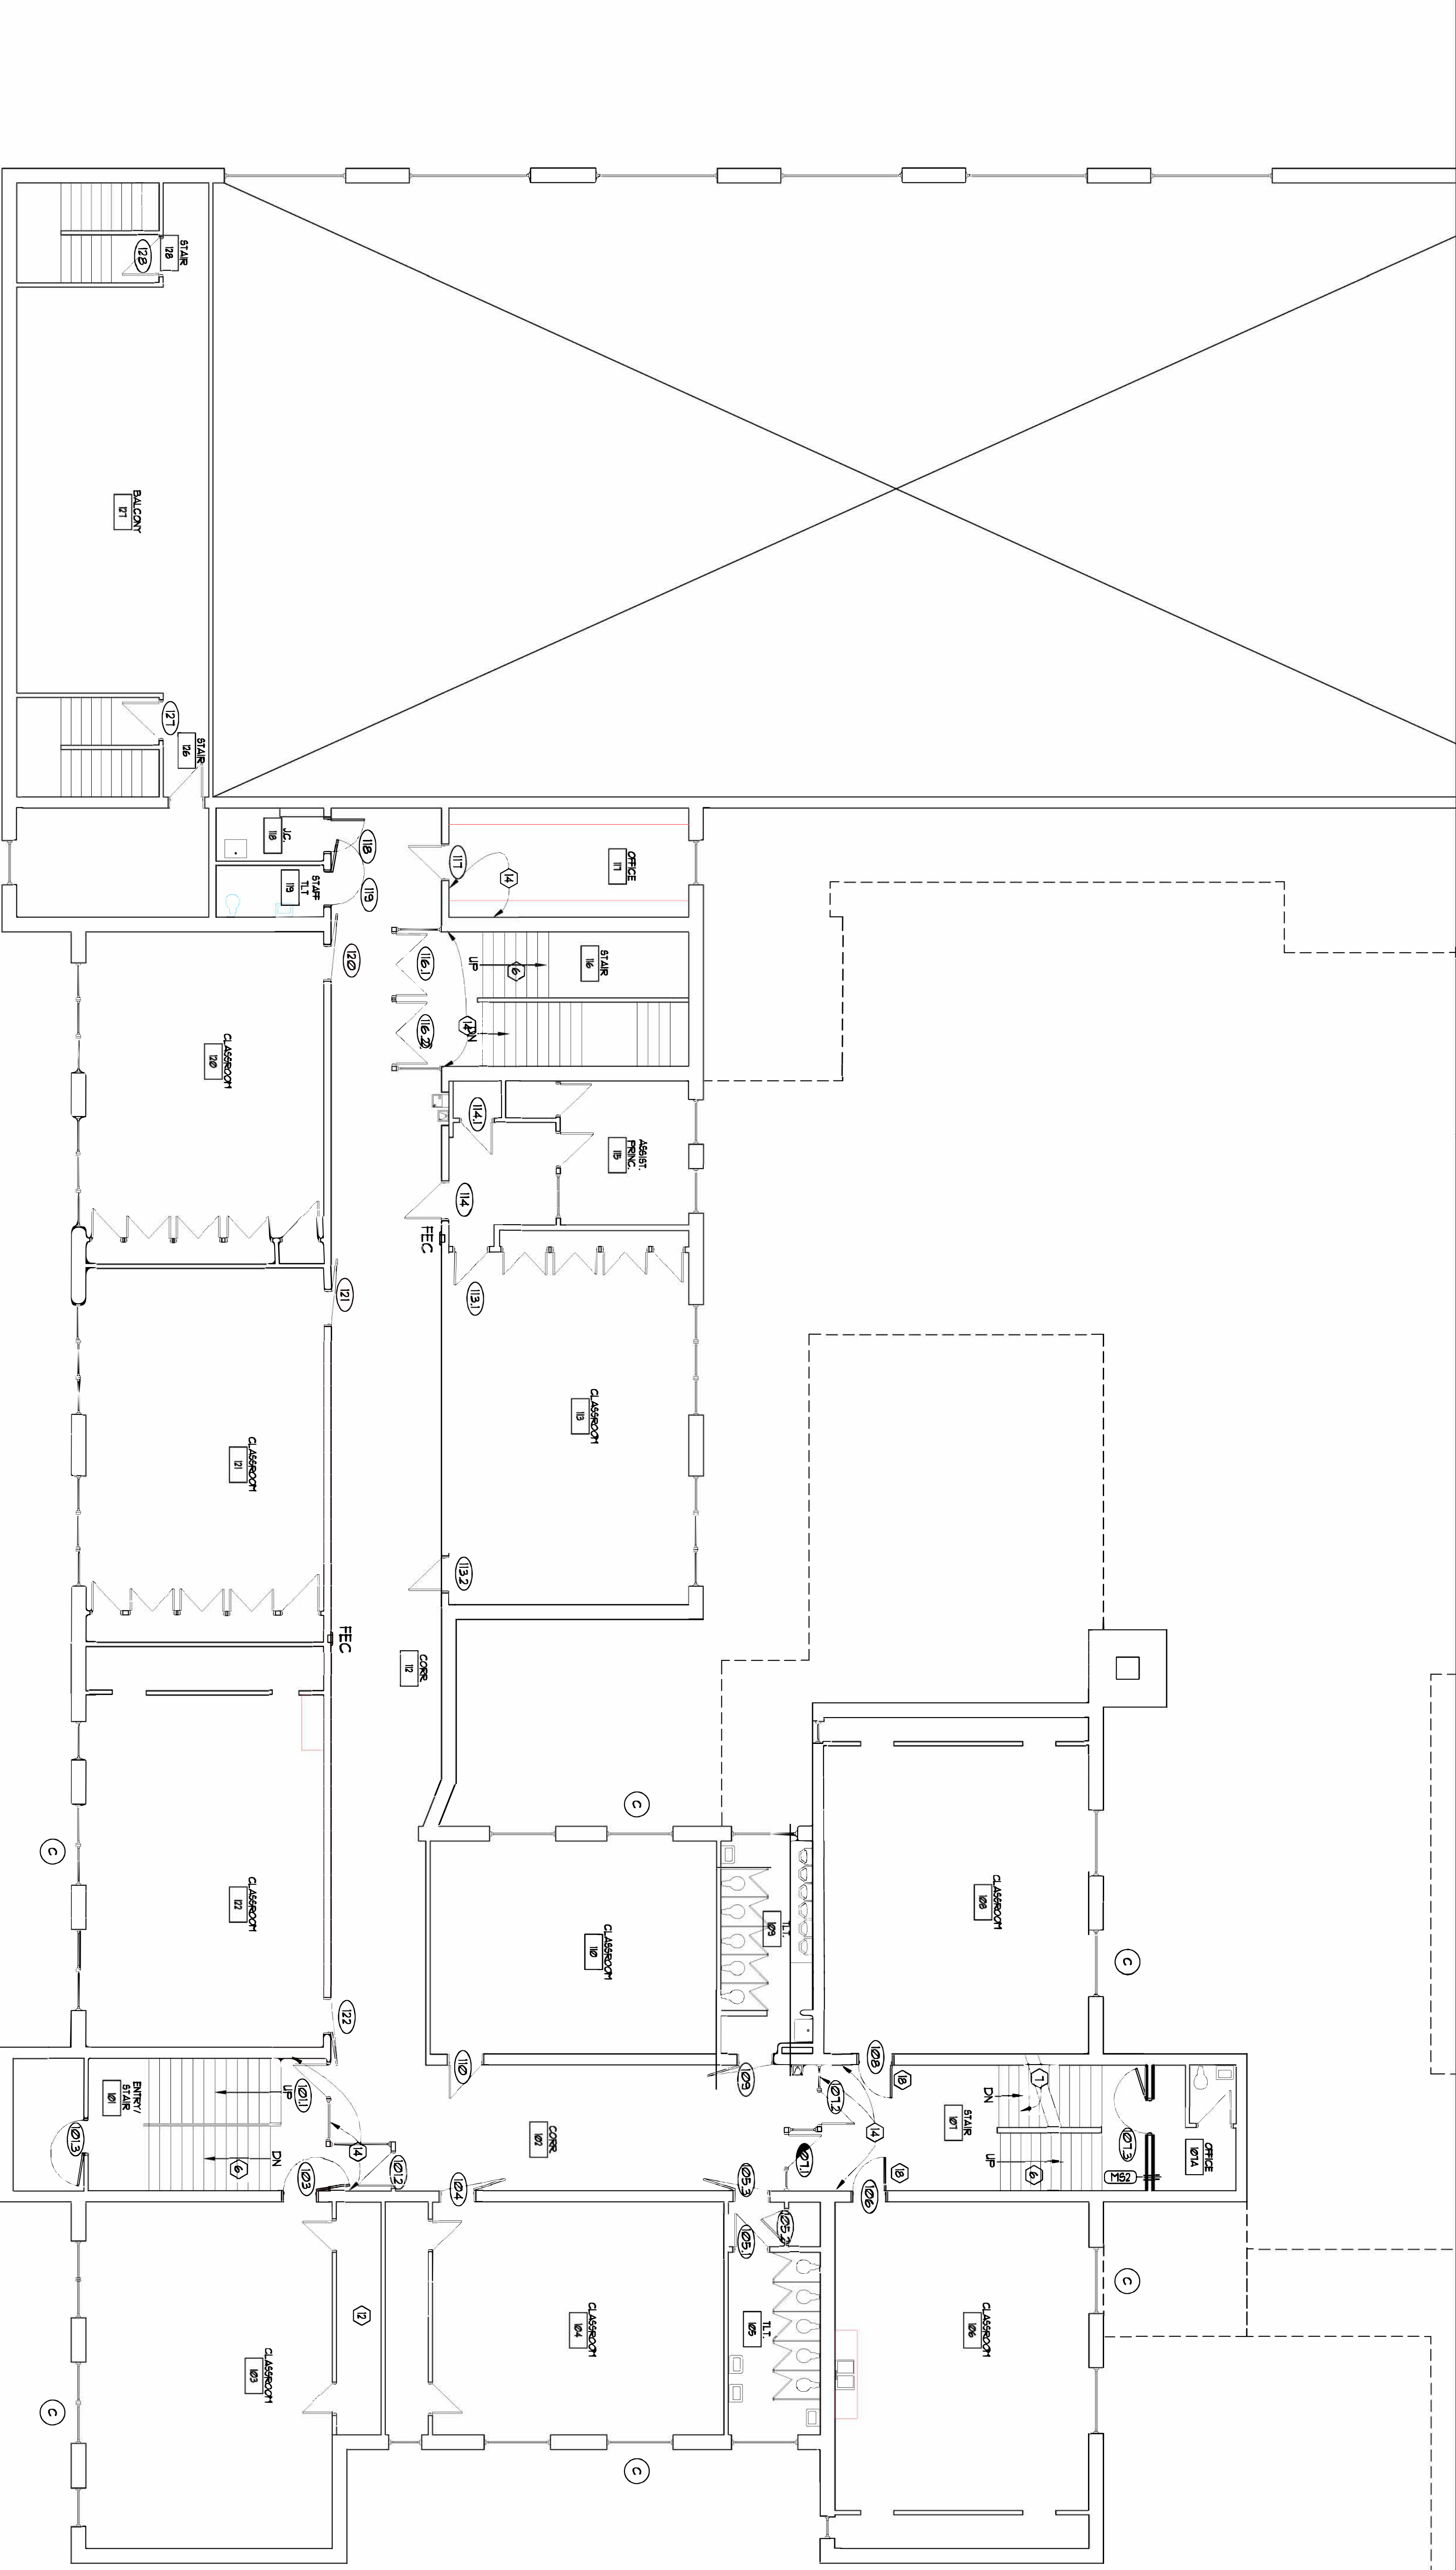 STAIR
128
128
BALCONY
127
127
STAIR
126
J.C.
118
118
STAFF
TLT
119
119
OFFICE
117
117
14
STAIR
116
116.1
116.2
UP
6
14
DN
ASSIST.
PRINC.
115
114.1
114
FEC
CLASSROOM
120
120
CLASSROOM
113
113.1
113.2
CLASSROOM
121
121
FEC
CORR.
112
CLASSROOM
122
122
C
C
CLASSROOM
110
110
TLT.
109
109
CLASSROOM
108
108
C
18
ENTRY/
STAIR
101
101.1
UP
DN
6
101.3
14
101.2
CORR.
102
107.2
107.1
14
STAIR
107
DN
7
UP
6
107.3
OFFICE
107A
MS2
18
103
104
105.3
105.2
105.1
106
CLASSROOM
103
C
12
CLASSROOM
104
C
TLT.
105
CLASSROOM
106
C